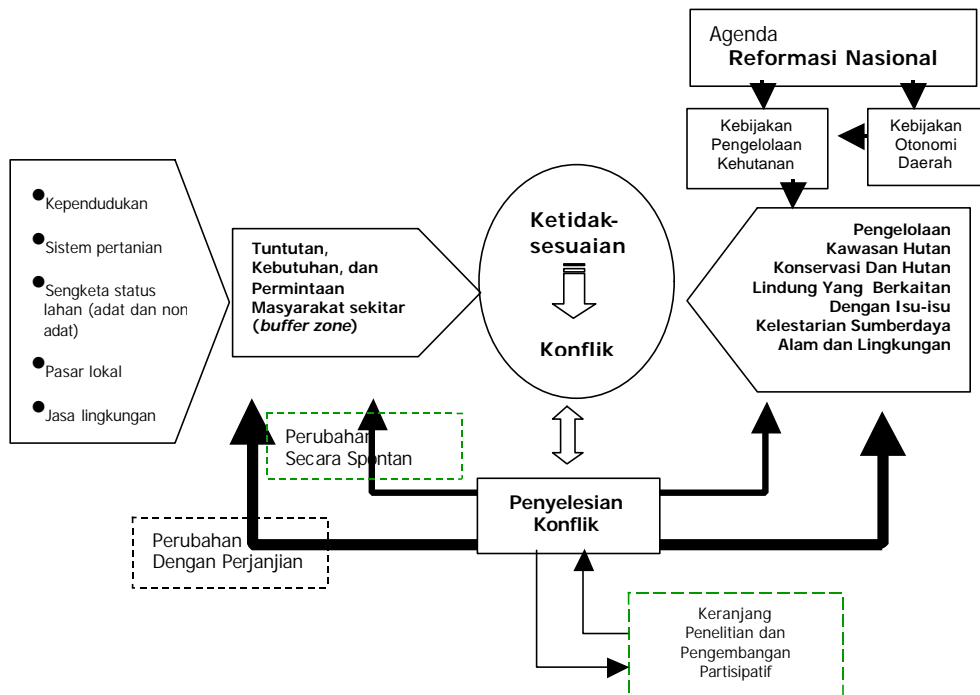 Agenda
Reformasi Nasional
Kebijakan
Pengelolaan
Kehutanan
Kebijakan
Otonomi
Daerah
Kependudukan
Sistem pertanian
Sengketa status
lahan (adat dan non
adat)
Pasar lokal
Jasa lingkungan
Tuntutan,
Kebutuhan, dan
Permintaan
Masyarakat sekitar
(buffer zone)
Ketidak-
sesuaian
Konflik
Pengelolaan
Kawasan Hutan
Konservasi Dan Hutan
Lindung Yang Berkaitan
Dengan Isu-isu
Kelestarian Sumberdaya
Alam dan Lingkungan
Perubahan
Secara Spontan
Perubahan
Dengan Perjanjian
Penyelesian
Konflik
Keranjang
Penelitian dan
Pengembangan
Partisipatif